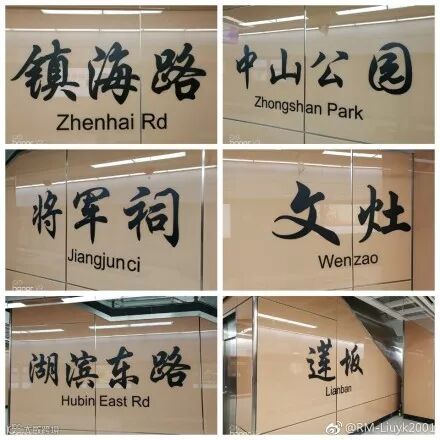 镇海路
Zhenhai Rd
中山公园
Zhongshan Park
将军祠
Jiangjunci
文灶
Wenzao
湖滨东路
Hubin East Rd
莲坂
Lianban
@RM-Liuyk2001